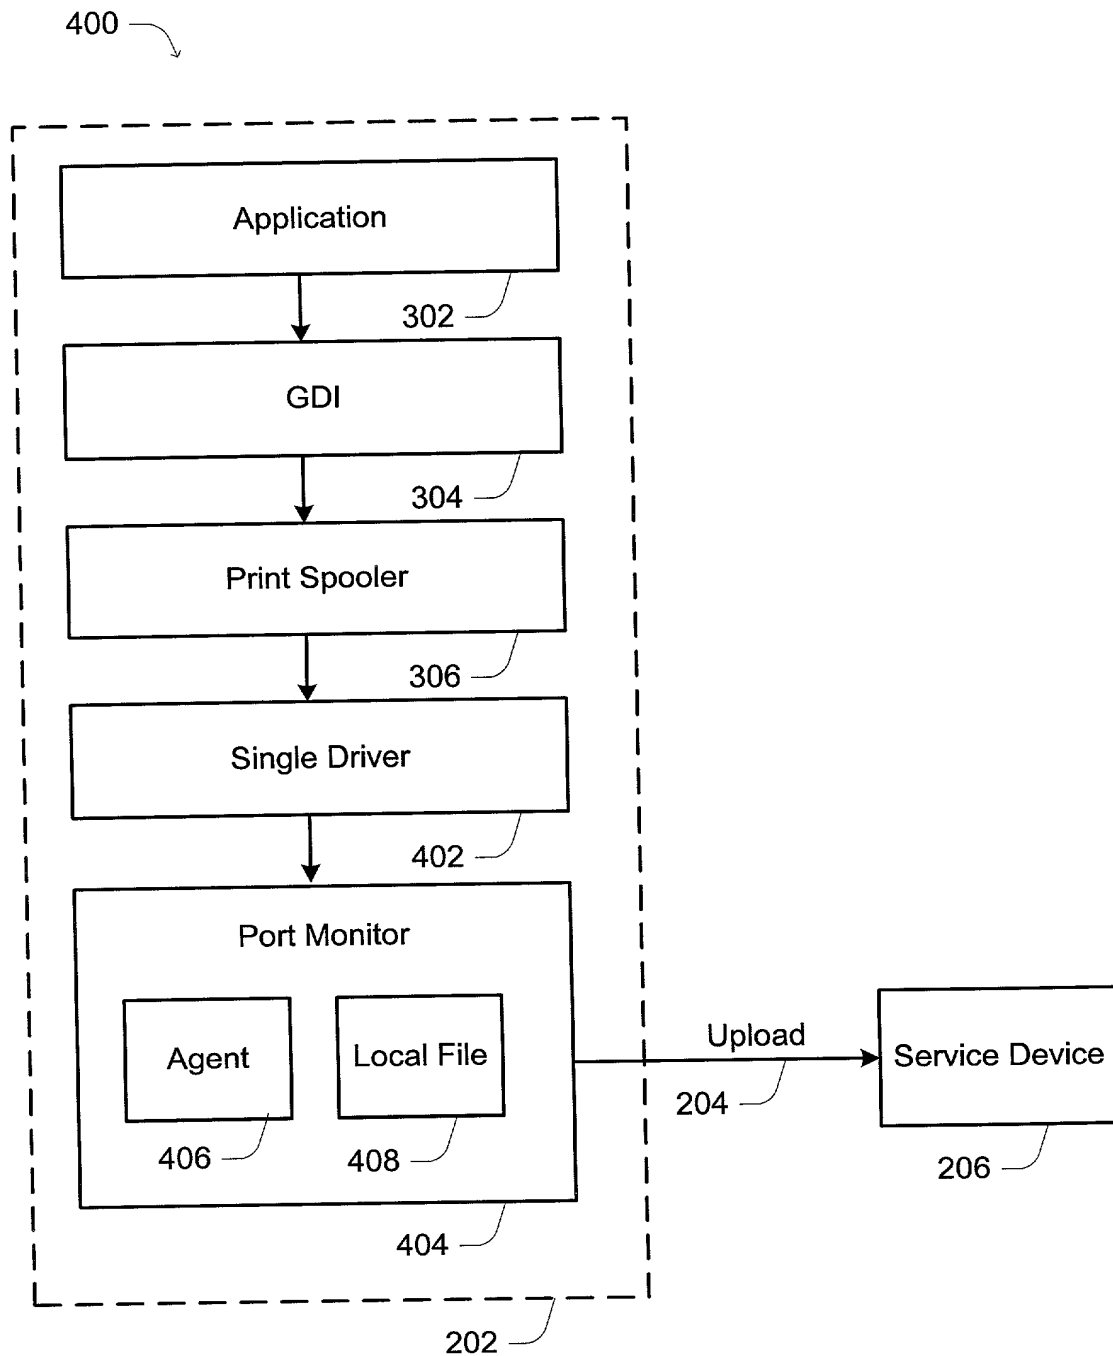 400
Application
302
GDI
304
Print Spooler
306
Single Driver
402
Port Monitor
Agent
Local File
406
408
404
Upload
204
Service Device
206
202